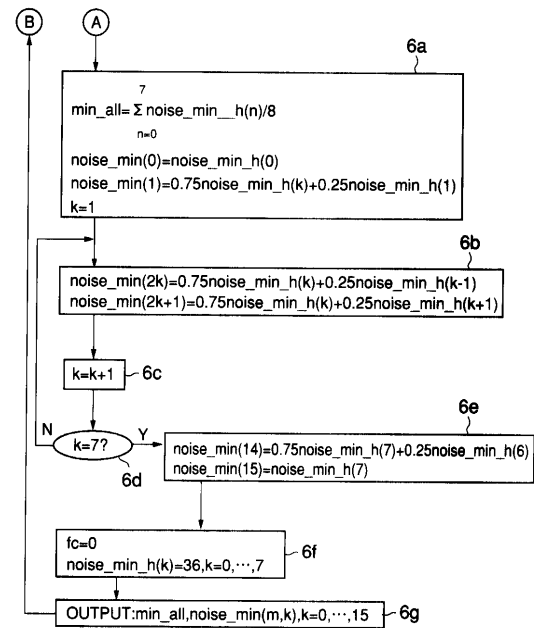 B A
6a
7
min_all= Σ noise_min__h(n)/8
n=0
noise_min(0)=noise_min_h(0)
noise_min(1)=0.75noise_min_h(k)+0.25noise_min_h(1)
k=1
6b
noise_min(2k)=0.75noise_min_h(k)+0.25noise_min_h(k-1)
noise_min(2k+1)=0.75noise_min_h(k)+0.25noise_min_h(k+1)
k=k+1 6c
N k=7? Y
6d
6e
noise_min(14)=0.75noise_min_h(7)+0.25noise_min_h(6)
noise_min(15)=noise_min_h(7)
fc=0
noise_min_h(k)=36,k=0,···,7
6f
OUTPUT:min_all,noise_min(m,k),k=0,···,15 6g